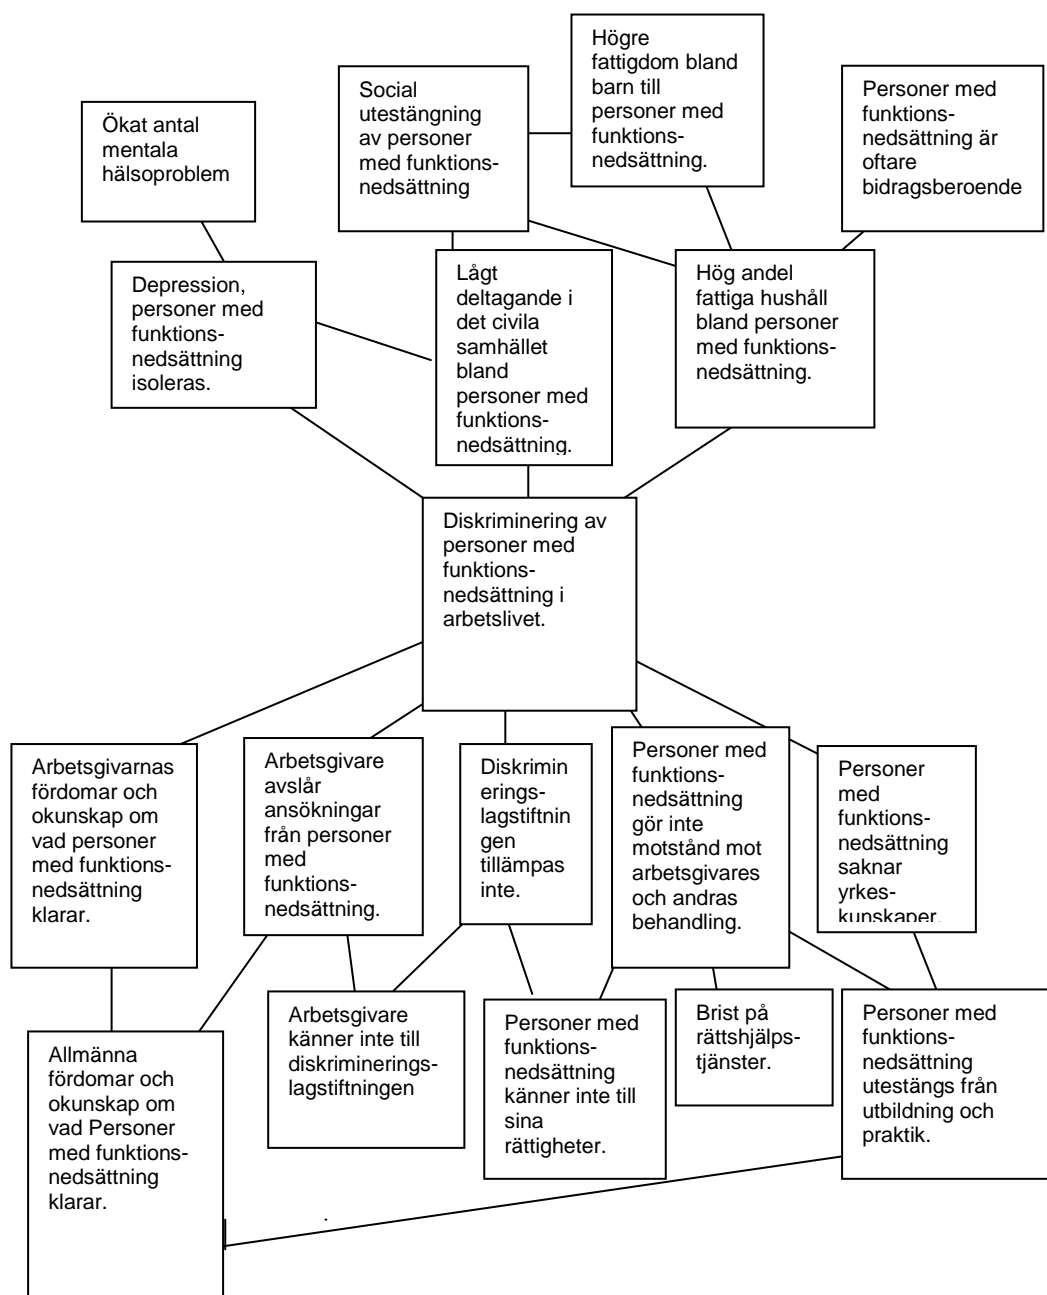 Ökat antal
mentala
hälsoproblem
Social
utestängning
av personer
med funktions-
nedsättning
Högre
fattigdom bland
barn till
personer med
funktions-
nedsättning.
Personer med
funktions-
nedsättning är
oftare
bidragsberoende
Depression,
personer med
funktions-
nedsättning
isoleras.
Lågt
deltagande i
det civila
samhället
bland
personer med
funktions-
nedsättning.
Hög andel
fattiga hushåll
bland personer
med funktions-
nedsättning.
Diskriminering av
personer med
funktions-
nedsättning i
arbetslivet.
Arbetsgivarnas
fördomar och
okunskap om
vad personer
med funktions-
nedsättning
klarar.
Arbetsgivare
avslår
ansökningar
från personer
med
funktions-
nedsättning.
Diskrimin
erings-
lagstiftnin
gen
tillämpas
inte.
Personer med
funktions-
nedsättning
gör inte
motstånd mot
arbetsgivares
och andras
behandling.
Personer
med
funktions-
nedsättning
saknar
yrkes-
kunskaper.
Allmänna
fördomar och
okunskap om
vad Personer
med funktions-
nedsättning
klarar.
Arbetsgivare
känner inte till
diskriminerings-
lagstiftningen
Personer med
funktions-
nedsättning
känner inte till
sina
rättigheter.
Brist på
rättshjälps-
tjänster.
Personer med
funktions-
nedsättning
utestängs från
utbildning och
praktik.